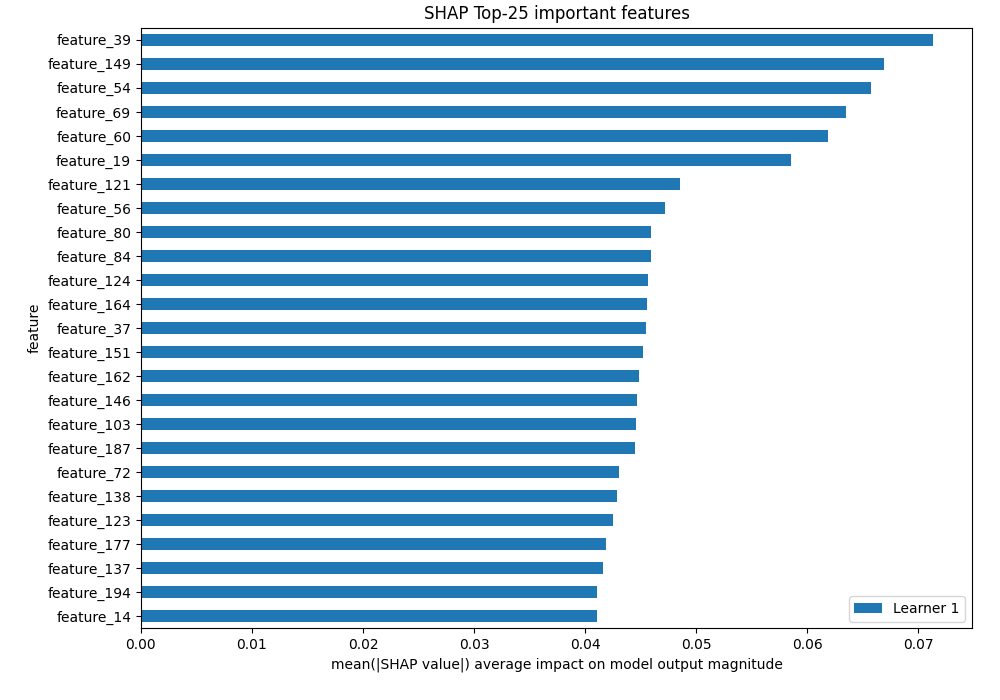 SHAP Top-25 important features
feature_39
feature_149
feature_54
feature_69
feature_60
feature_19
feature_121
feature_56
feature_80
feature_84
feature_124
feature_164
feature_37
feature_151
feature_162
feature_146
feature_103
feature_187
feature_72
feature_138
feature_123
feature_177
feature_137
feature_194
feature_14
feature
Learner 1
0.00 0.01 0.02 0.03 0.04 0.05 0.06 0.07
mean(|SHAP value|) average impact on model output magnitude